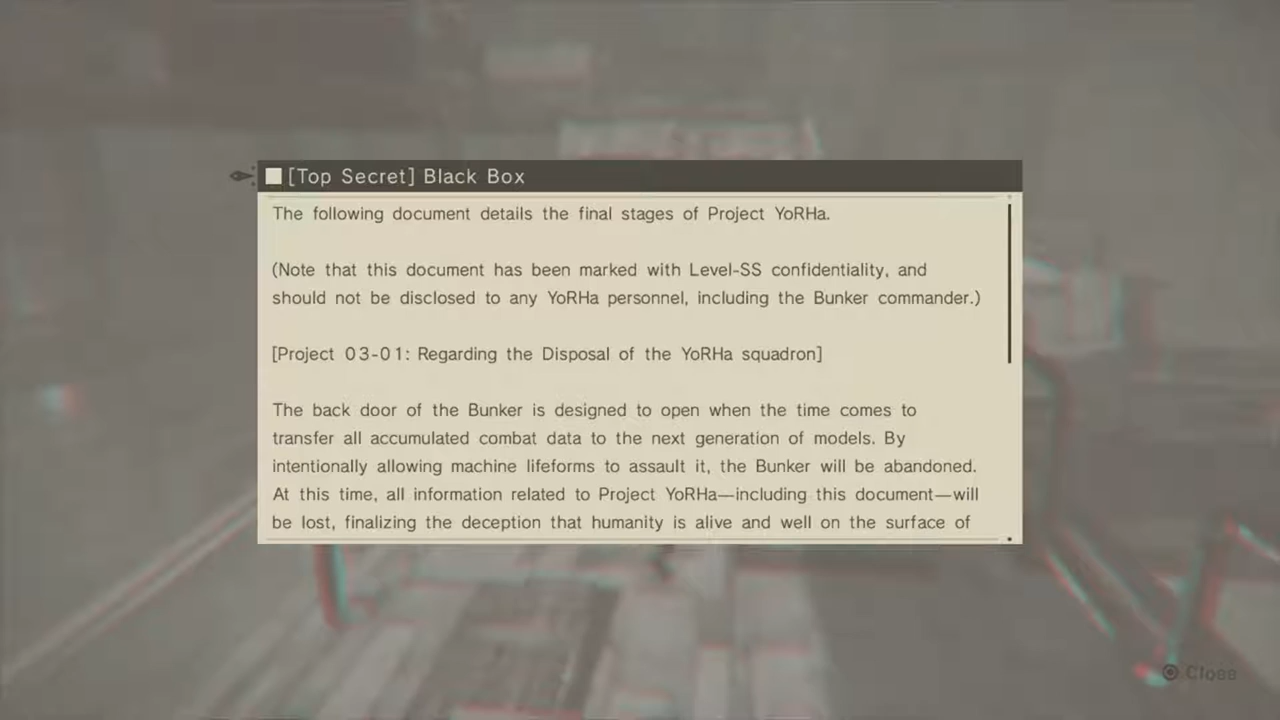 [Top Secret] Black Box
The following document details the final stages of Project YoRHa.
(Note that this document has been marked with Level-SS confidentiality, and
should not be disclosed to any YoRHa personnel, including the Bunker commander.)
[Project 03-01: Regarding the Disposal of the YoRHa squadron]
The back door of the Bunker is designed to open when the time comes to
transfer all accumulated combat data to the next generation of models. By
intentionally allowing machine lifeforms to assault it, the Bunker will be abandoned.
At this time, all information related to Project YoRHa—including this document—will
be lost, finalizing the deception that humanity is alive and well on the surface of
Close